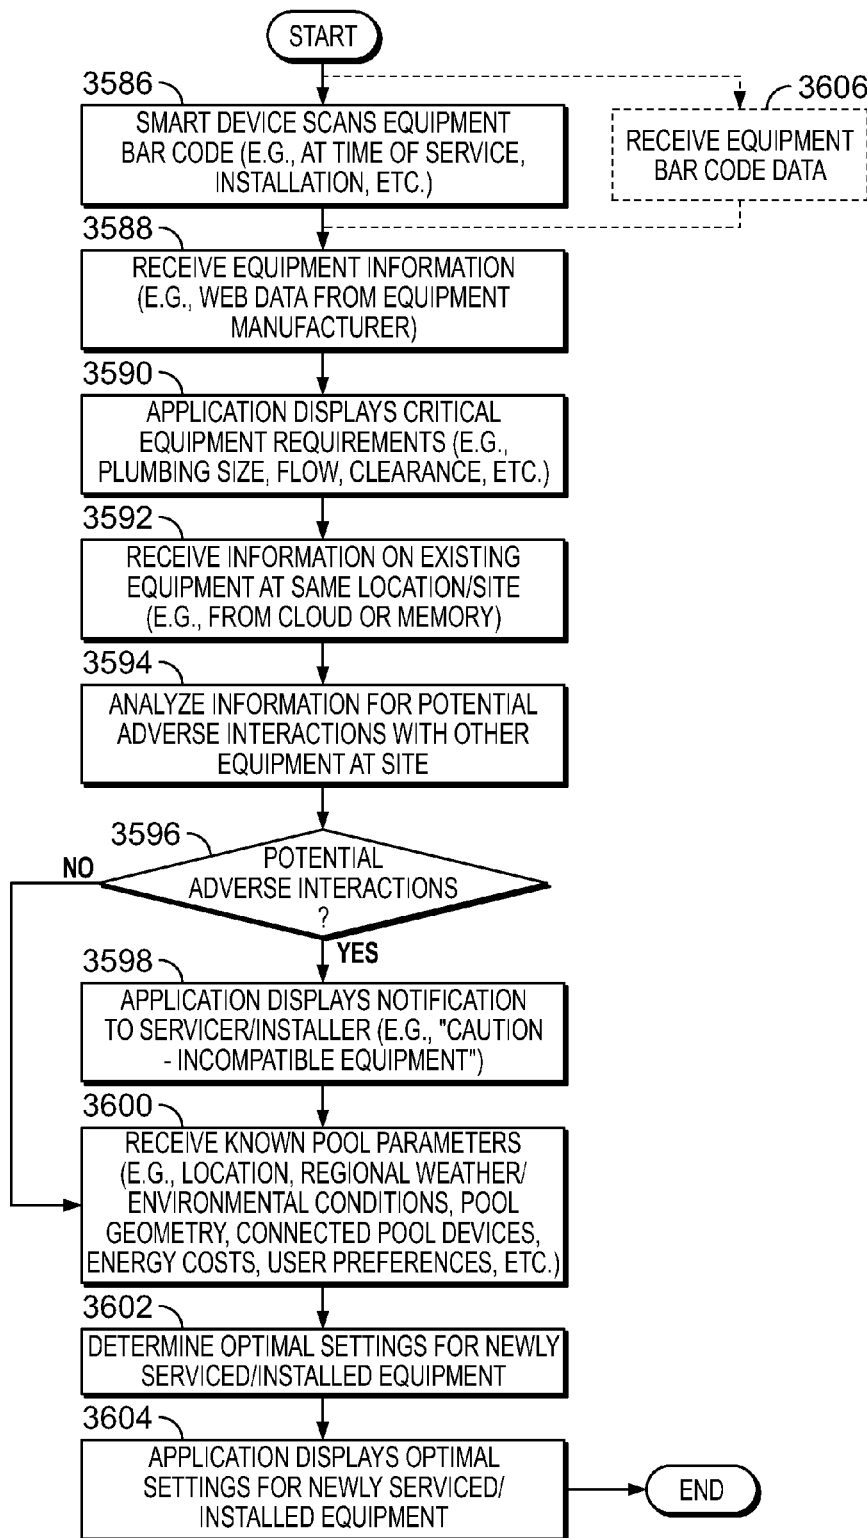 START
3586
SMART DEVICE SCANS EQUIPMENT
BAR CODE (E.G., AT TIME OF SERVICE,
INSTALLATION, ETC.)
3606
RECEIVE EQUIPMENT
BAR CODE DATA
3588
RECEIVE EQUIPMENT INFORMATION
(E.G., WEB DATA FROM EQUIPMENT
MANUFACTURER)
3590
APPLICATION DISPLAYS CRITICAL
EQUIPMENT REQUIREMENTS (E.G.,
PLUMBING SIZE, FLOW, CLEARANCE, ETC.)
3592
RECEIVE INFORMATION ON EXISTING
EQUIPMENT AT SAME LOCATION/SITE
(E.G., FROM CLOUD OR MEMORY)
3594
ANALYZE INFORMATION FOR POTENTIAL
ADVERSE INTERACTIONS WITH OTHER
EQUIPMENT AT SITE
3596
POTENTIAL
ADVERSE INTERACTIONS
?
NO
YES
3598
APPLICATION DISPLAYS NOTIFICATION
TO SERVICER/INSTALLER (E.G., "CAUTION
- INCOMPATIBLE EQUIPMENT")
3600
RECEIVE KNOWN POOL PARAMETERS
(E.G., LOCATION, REGIONAL WEATHER/
ENVIRONMENTAL CONDITIONS, POOL
GEOMETRY, CONNECTED POOL DEVICES,
ENERGY COSTS, USER PREFERENCES, ETC.)
3602
DETERMINE OPTIMAL SETTINGS FOR NEWLY
SERVICED/INSTALLED EQUIPMENT
3604
APPLICATION DISPLAYS OPTIMAL
SETTINGS FOR NEWLY SERVICED/
INSTALLED EQUIPMENT
END